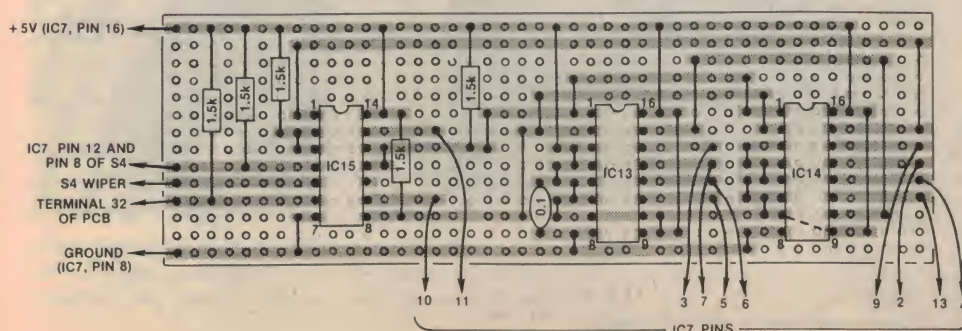 + 5V (IC7, PIN 16)
1.5k
1.5k
1.5k
1.5k
1.5k
1 14
1 16
1 16
IC7 PIN 12 AND
PIN 8 OF S4
S4 WIPER
TERMINAL 32
OF PCB
GROUND
(IC7, PIN 8)
IC15
IC13
IC14
0.1
7 8
8 9
8 9
10 11 3 7 5 6 9 2 13
IC7 PINS